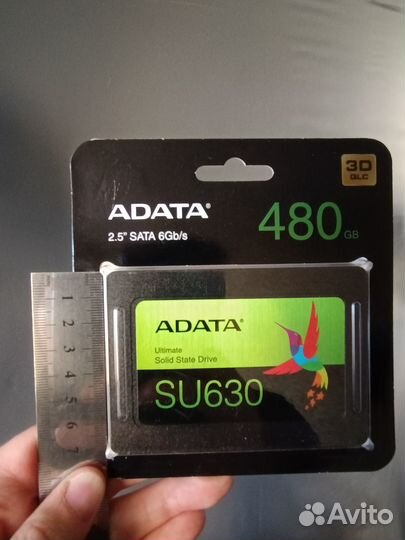 3D
QLC
ADATA®
480 GB
2.5" SATA 6Gb/s
1
2
3
4
5
6
7
ADATA®
Ultimate
Solid State Drive
SU630
Avito